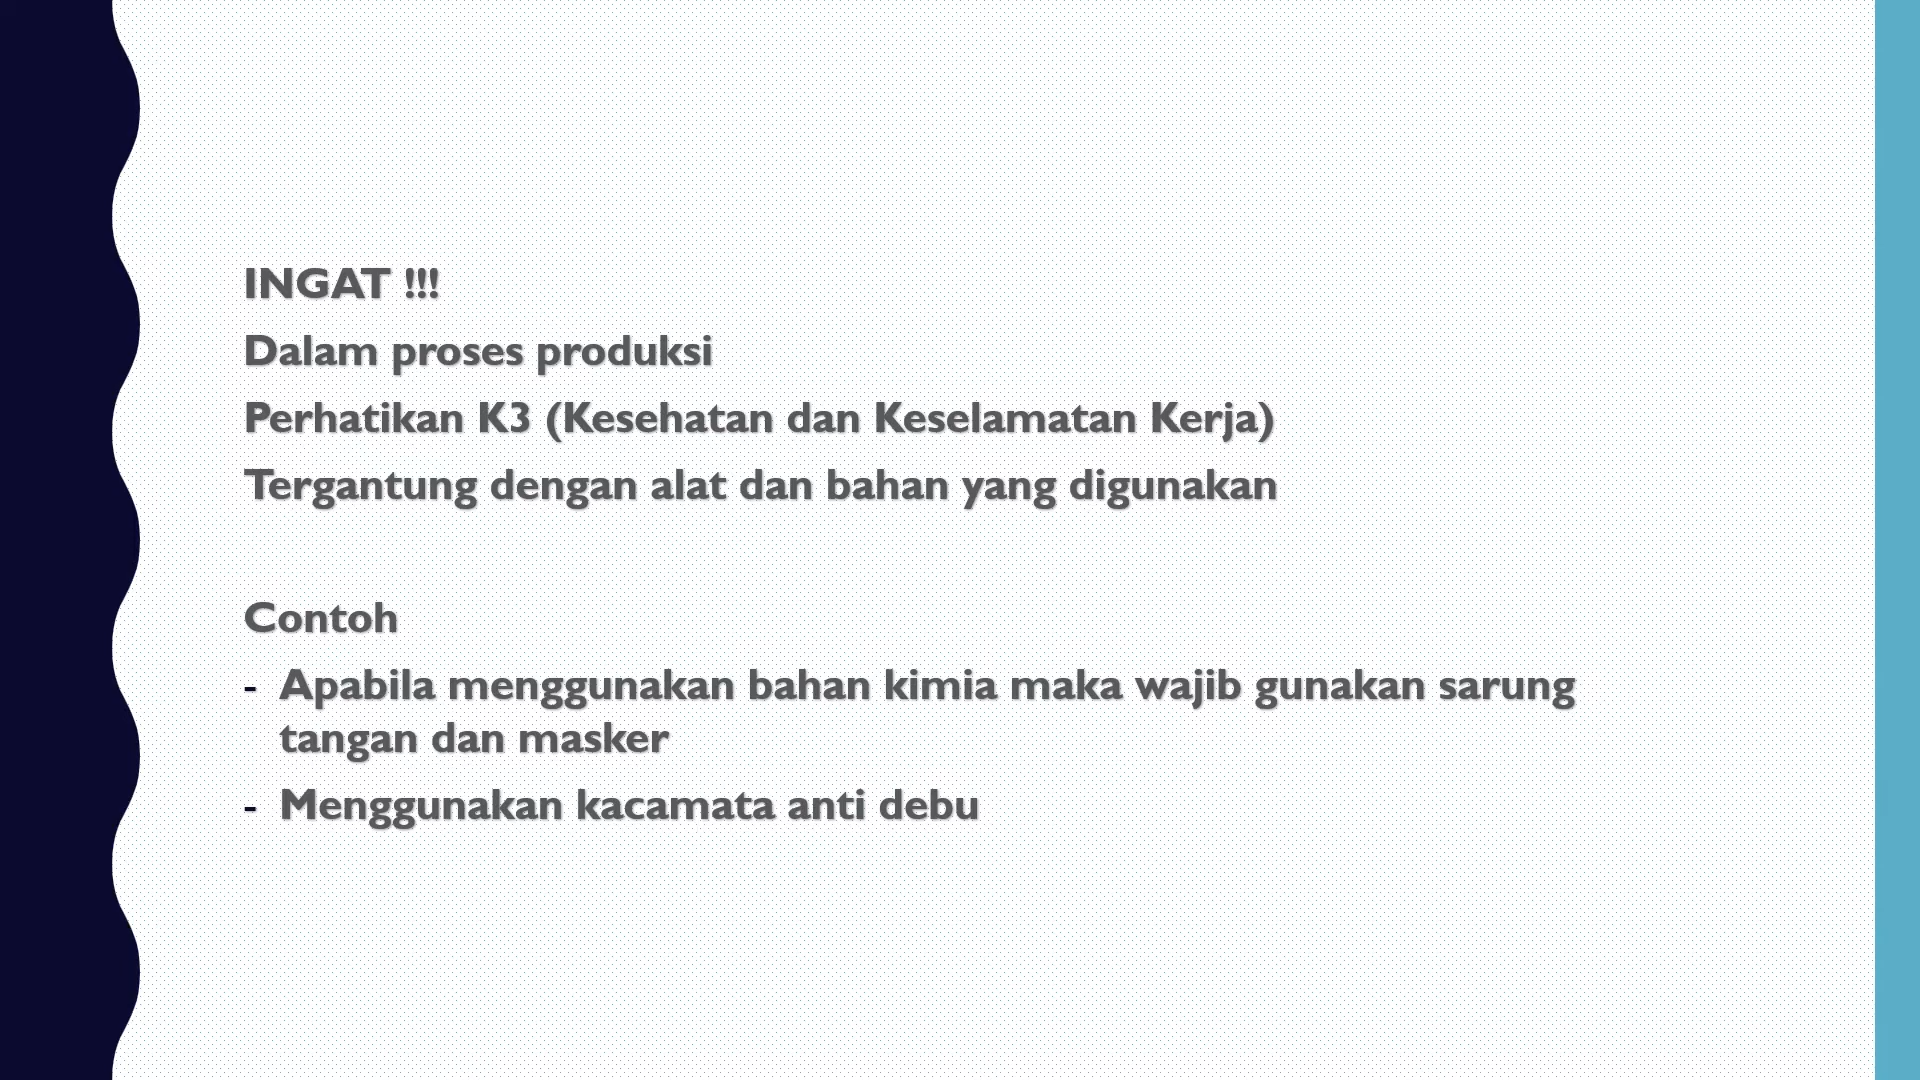 INGAT !!!
Dalam proses produksi
Perhatikan K3 (Kesehatan dan Keselamatan Kerja)
Tergantung dengan alat dan bahan yang digunakan
Contoh
- Apabila menggunakan bahan kimia maka wajib gunakan sarung
tangan dan masker
- Menggunakan kacamata anti debu